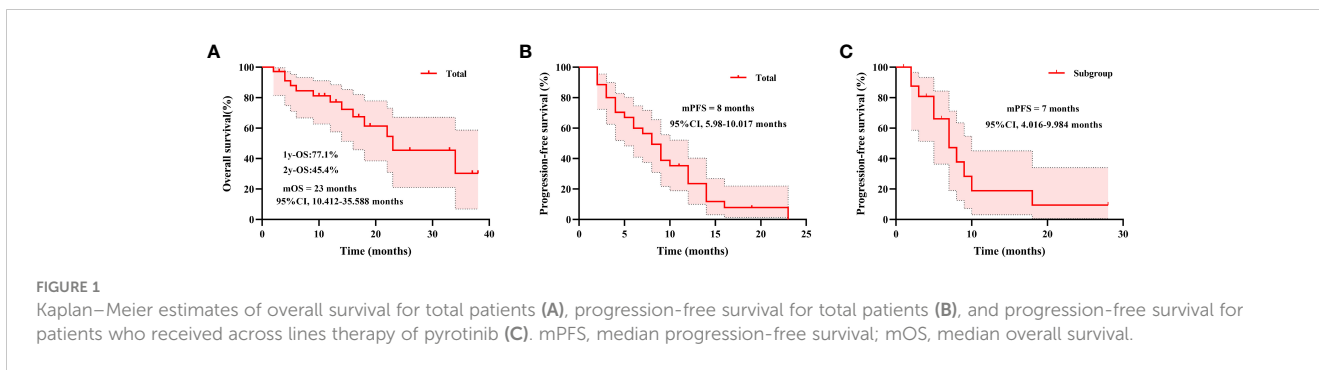 A
Overall survival(%)
100
80
60
40
20
0
0 10 20 30 40
Time (months)
Total
1y-OS:77.1%
2y-OS:45.4%
mOS = 23 months
95%CI, 10.412-35.588 months
B
Progression-free survival (%)
100
80
60
40
20
0
0 5 10 15 20 25
Time (months)
Total
mPFS = 8 months
95%CI, 5.98-10.017 months
C
Progression-free survival (%)
100
80
60
40
20
0
0 10 20 30
Time (months)
Subgroup
mPFS = 7 months
95%CI, 4.016-9.984 months
FIGURE 1
Kaplan–Meier estimates of overall survival for total patients (A), progression-free survival for total patients (B), and progression-free survival for
patients who received across lines therapy of pyrotinib (C). mPFS, median progression-free survival; mOS, median overall survival.